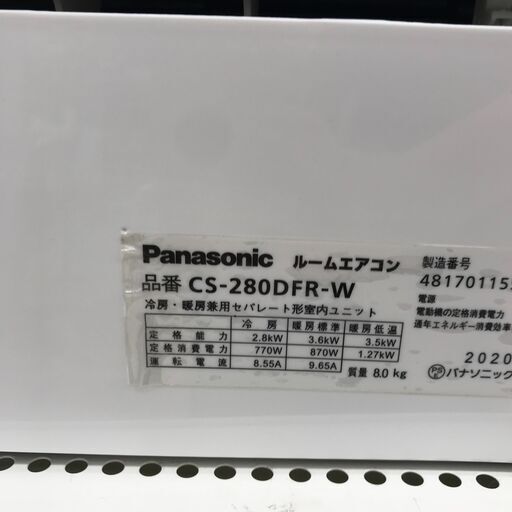 Panasonic ルームエアコン
品番 CS-280DFR-W
冷房・暖房兼用セパレート形室内ユニット
冷房 暖房標準 暖房低温
定格能力 2.8kW 3.6kW 3.5kW
定格消費電力 770W 870W 1.27kW
運転電流 8.55A 9.65A
質量 8.0kg
製造番号
481701155
電源
電動機の定格消費電力
通年エネルギー消費効率
2020
PSE パナソニック